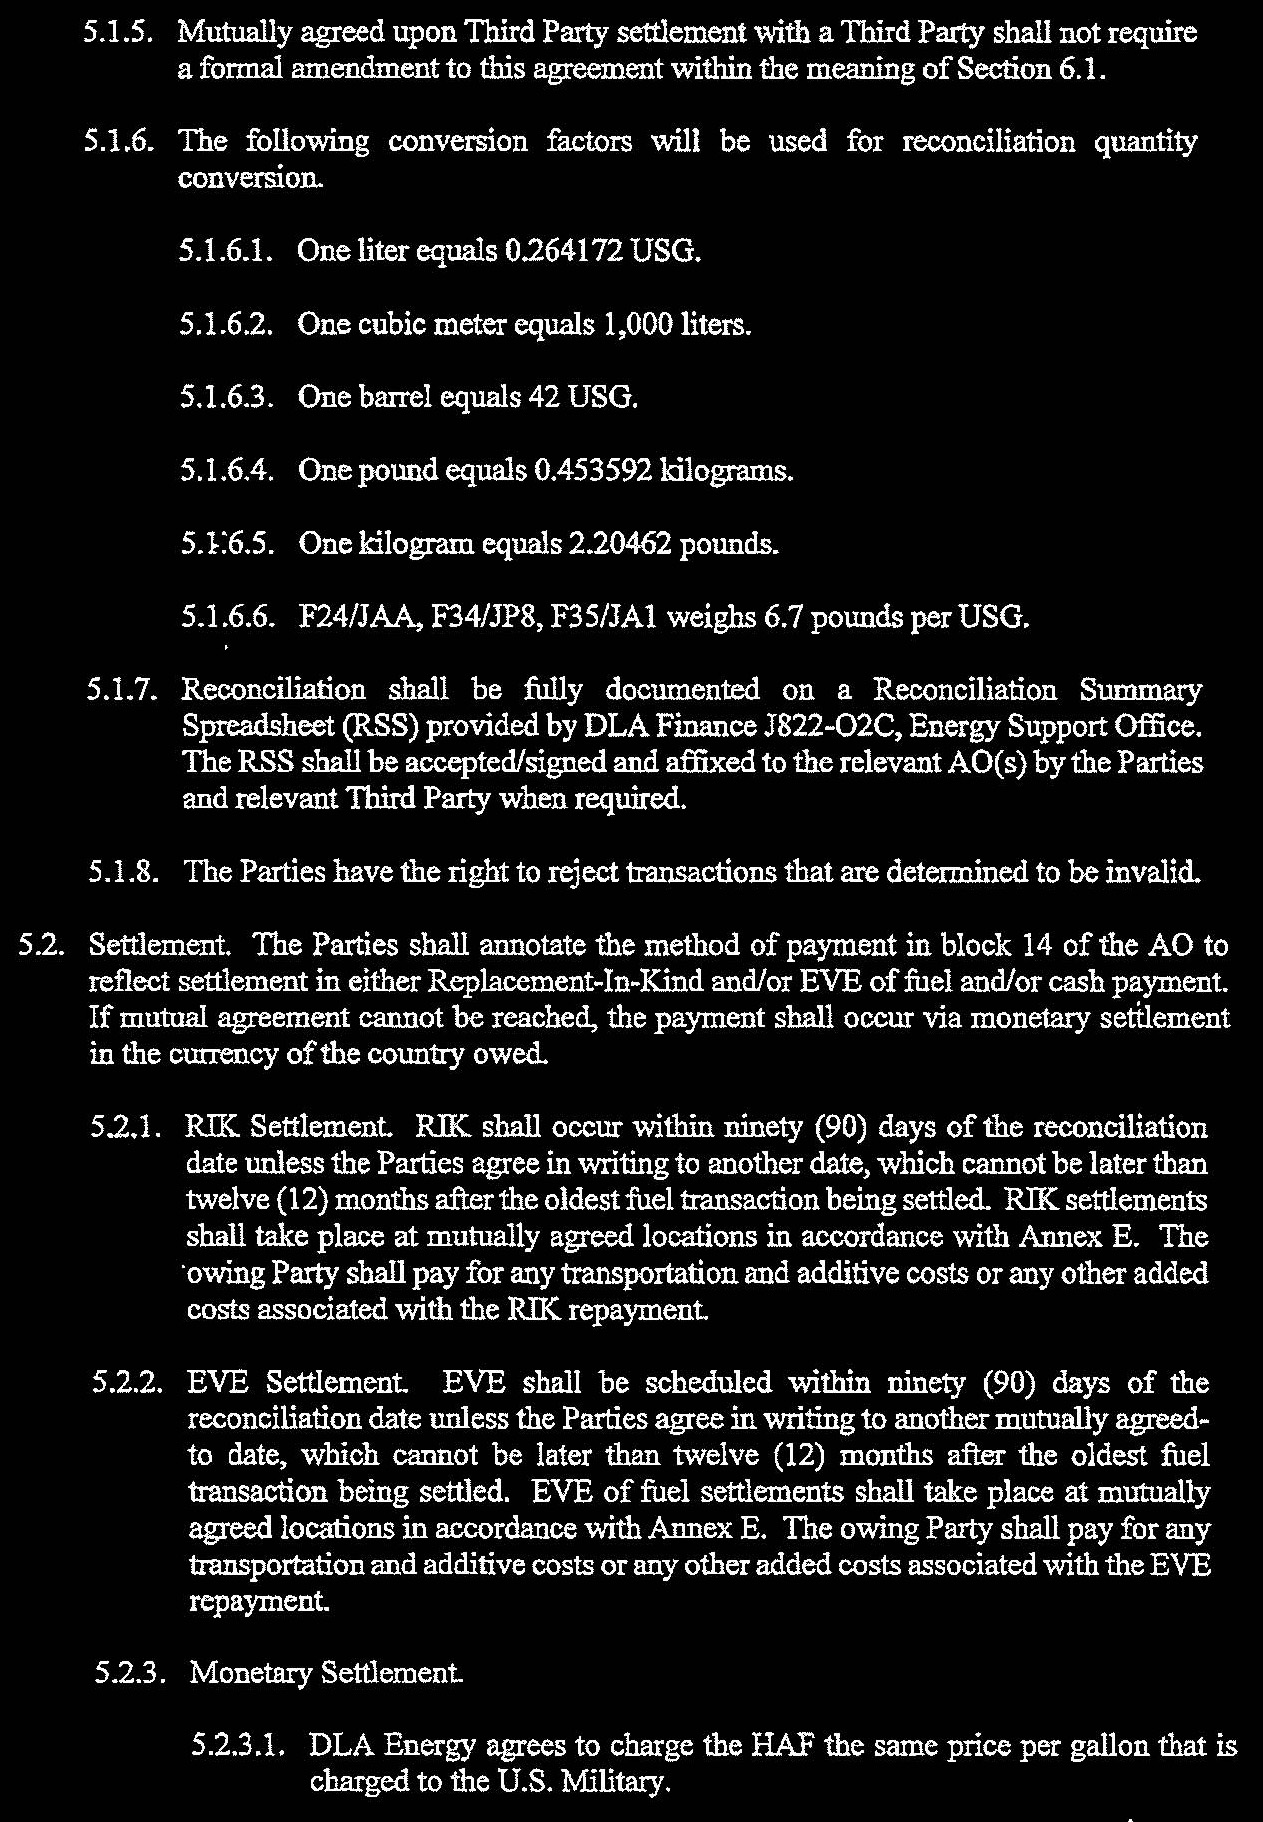 5.1.5. Mutually agreed upon Third Party settlement with a Third Party shall not require
a formal amendment to this agreement within the meaning of Section 6.1.
5.1.6. The following conversion factors will be used for reconciliation quantity
conversion.
5.1.6.1. One liter equals 0.264172 USG.
5.1.6.2. One cubic meter equals 1,000 liters.
5.1.6.3. One barrel equals 42 USG.
5.1.6.4. One pound equals 0.453592 kilograms.
5.1.6.5. One kilogram equals 2.20462 pounds.
5.1.6.6. F24/JAA, F34/JP8, F35/JA1 weighs 6.7 pounds per USG.
5.1.7. Reconciliation shall be fully documented on a Reconciliation Summary
Spreadsheet (RSS) provided by DLA Finance J822-O2C, Energy Support Office.
The RSS shall be accepted/signed and affixed to the relevant AO(s) by the Parties
and relevant Third Party when required.
5.1.8. The Parties have the right to reject transactions that are determined to be invalid.
5.2. Settlement. The Parties shall annotate the method of payment in block 14 of the AO to
reflect settlement in either Replacement-In-Kind and/or EVE of fuel and/or cash payment.
If mutual agreement cannot be reached, the payment shall occur via monetary settlement
in the currency of the country owed.
5.2.1. RIK Settlement. RIK shall occur within ninety (90) days of the reconciliation
date unless the Parties agree in writing to another date, which cannot be later than
twelve (12) months after the oldest fuel transaction being settled. RIK settlements
shall take place at mutually agreed locations in accordance with Annex E. The
owing Party shall pay for any transportation and additive costs or any other added
costs associated with the RIK repayment.
5.2.2. EVE Settlement. EVE shall be scheduled within ninety (90) days of the
reconciliation date unless the Parties agree in writing to another mutually agreed-
to date, which cannot be later than twelve (12) months after the oldest fuel
transaction being settled. EVE of fuel settlements shall take place at mutually
agreed locations in accordance with Annex E. The owing Party shall pay for any
transportation and additive costs or any other added costs associated with the EVE
repayment.
5.2.3. Monetary Settlement.
5.2.3.1. DLA Energy agrees to charge the HAF the same price per gallon that is
charged to the U.S. Military.